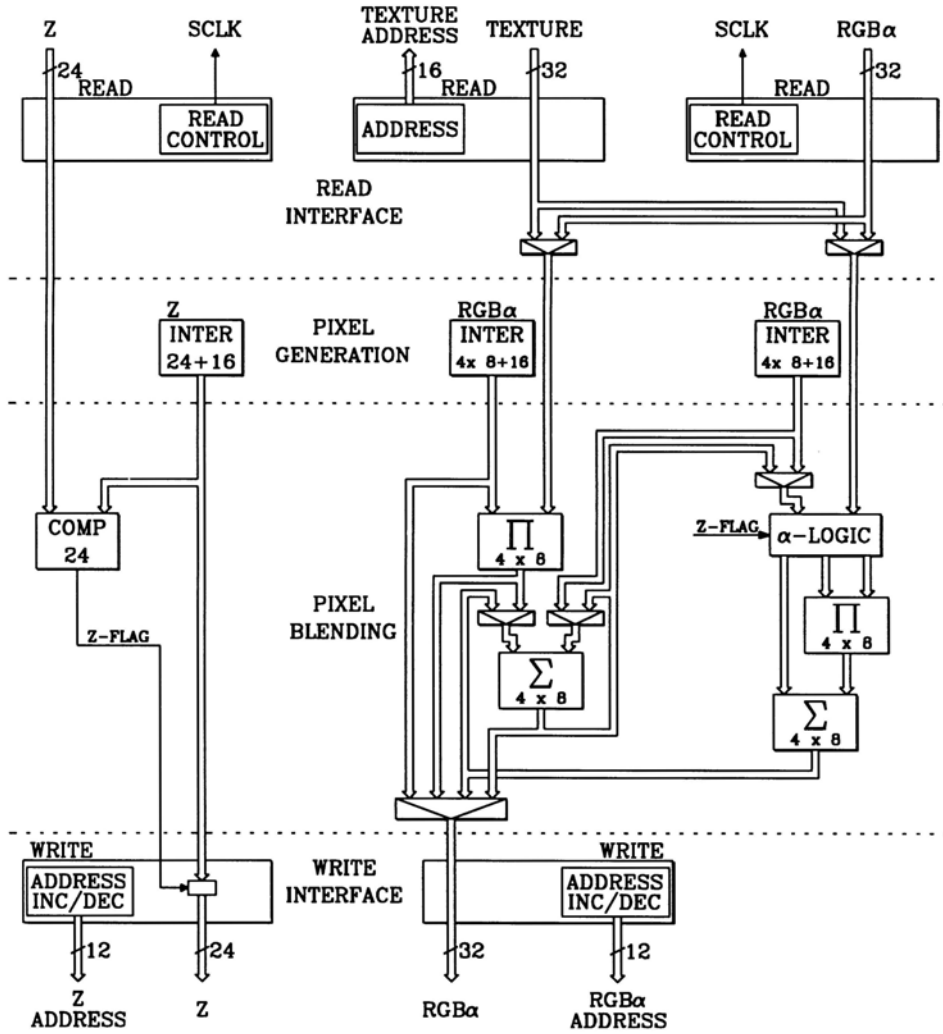 Z
SCLK
TEXTURE
ADDRESS
TEXTURE
SCLK
RGBα
24
16
32
32
READ
READ
READ
READ
CONTROL
ADDRESS
READ
CONTROL
READ
INTERFACE
Z
INTER
24+16
PIXEL
GENERATION
RGBα
INTER
4x 8+16
RGBα
INTER
4x 8+16
COMP
24
∏
4 x 8
Z-FLAG
α-LOGIC
Z-FLAG
PIXEL
BLENDING
∏
4 x 8
Σ
4 x 8
Σ
4 x 8
WRITE
ADDRESS
INC/DEC
WRITE
INTERFACE
WRITE
ADDRESS
INC/DEC
12
24
32
12
Z
ADDRESS
Z
RGBα
RGBα
ADDRESS